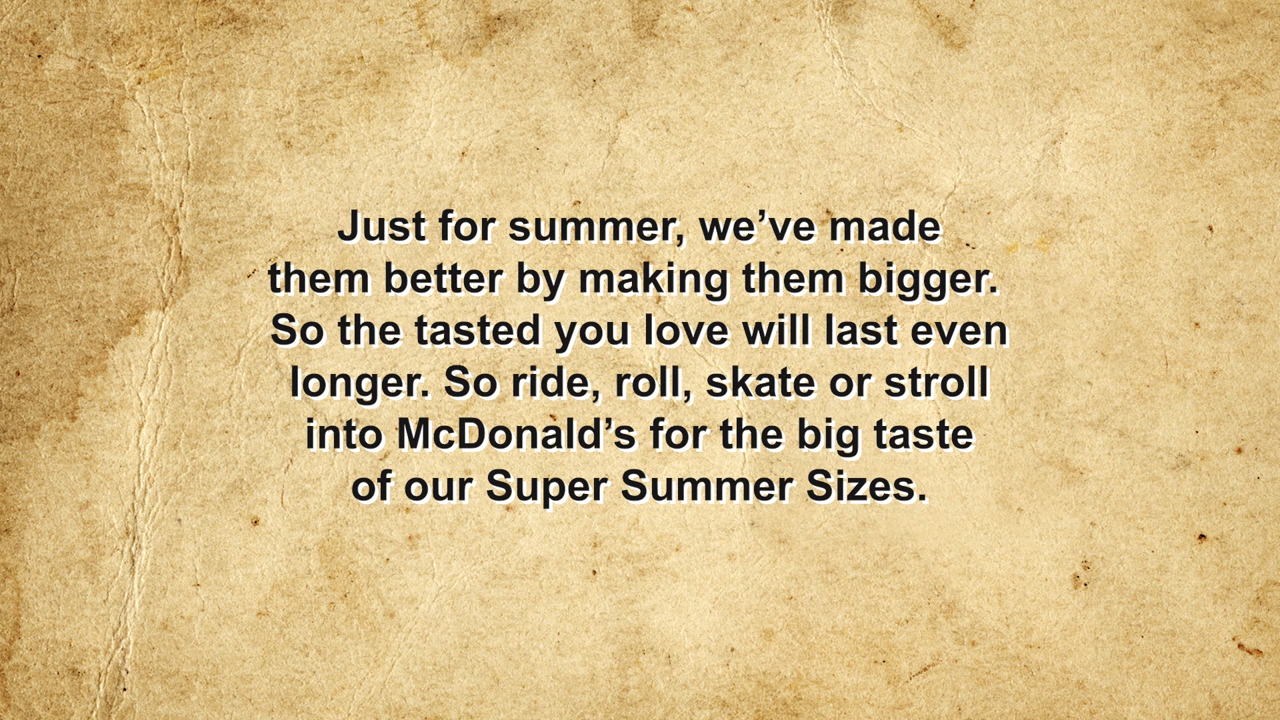 Just for summer, we’ve made
them better by making them bigger.
So the tasted you love will last even
longer. So ride, roll, skate or stroll
into McDonald’s for the big taste
of our Super Summer Sizes.